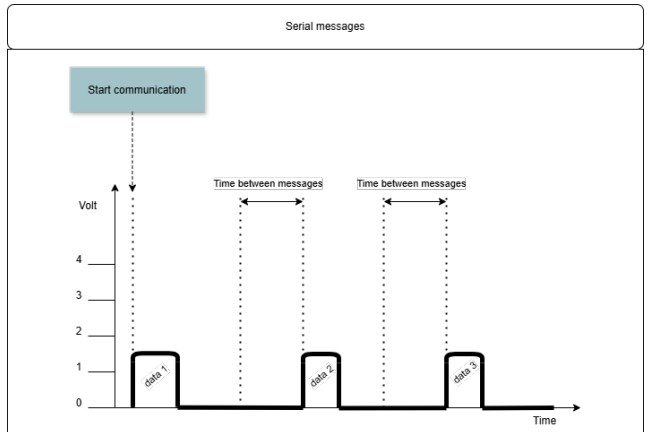 Serial messages
Start communication
Time between messages
Time between messages
Volt
4
3
2
1
0
data 1
data 2
data 3
Time